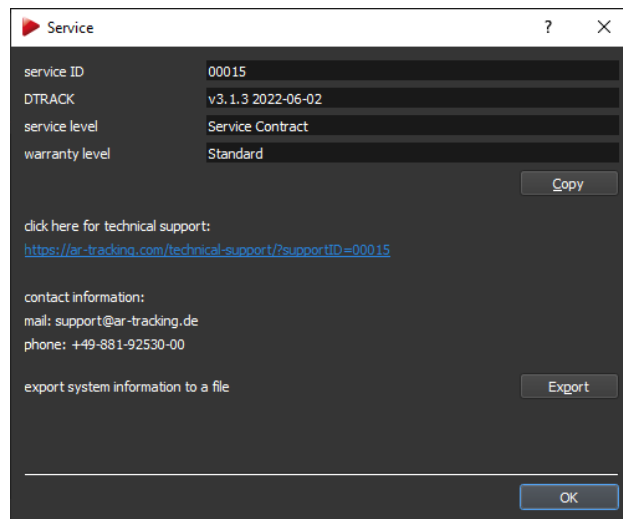 Service
?
service ID 00015
DTRACK v3.1.3 2022-06-02
service level Service Contract
warranty level Standard
Copy
click here for technical support:
https://ar-tracking.com/technical-support/?supportID=00015
contact information:
mail: support@ar-tracking.de
phone: +49-881-92530-00
export system information to a file Export
OK